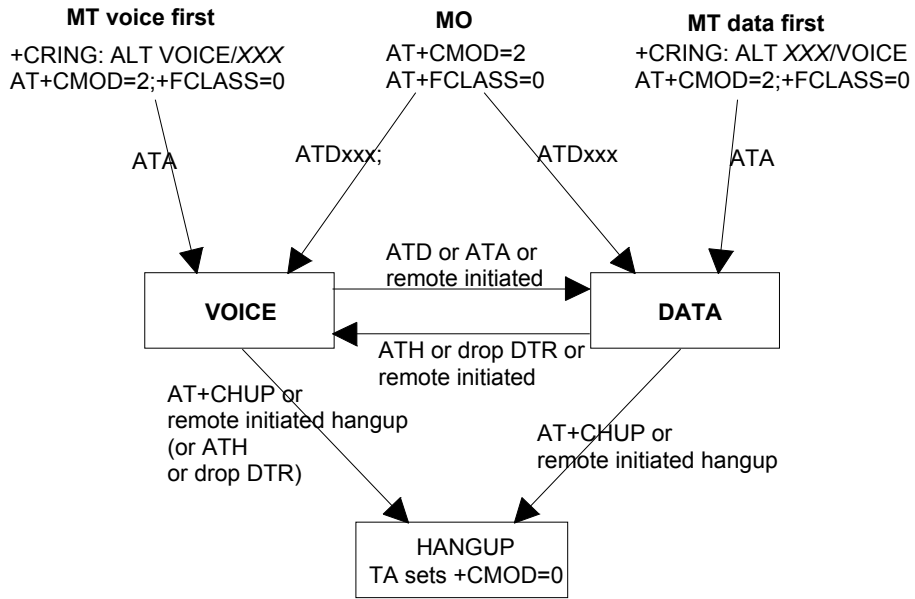 MT voice first
+CRING: ALT VOICE/XXX
AT+CMOD=2;+FCLASS=0
MO
AT+CMOD=2
AT+FCLASS=0
MT data first
+CRING: ALT XXX/VOICE
AT+CMOD=2;+FCLASS=0
ATA
ATDxxx;
ATDxxx
ATA
ATD or ATA or
remote initiated
VOICE
DATA
ATH or drop DTR or
remote initiated
AT+CHUP or
remote initiated hangup
(or ATH
or drop DTR)
AT+CHUP or
remote initiated hangup
HANGUP
TA sets +CMOD=0